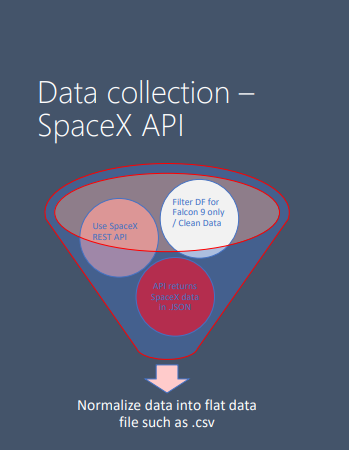 Data collection –
SpaceX API
Filter DF for
Falcon 9 only
/ Clean Data
Use SpaceX
REST API
API returns
SpaceX data
in .JSON
Normalize data into flat data
file such as .csv